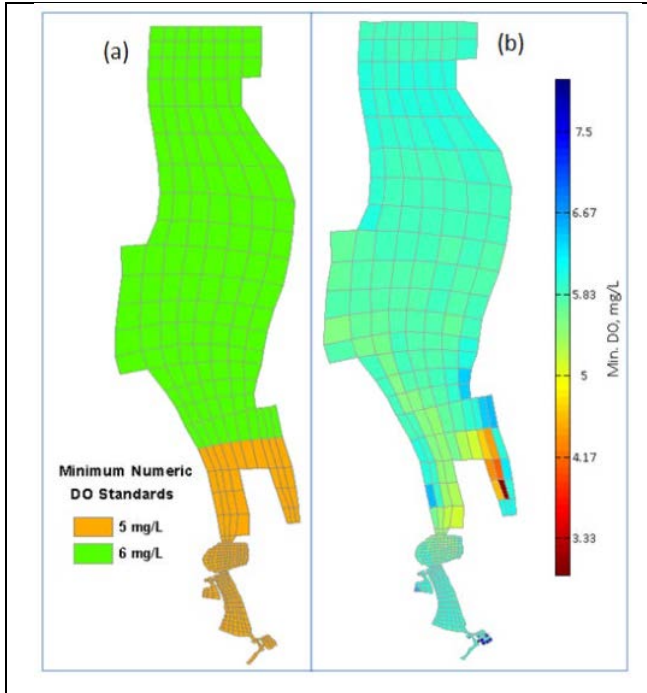 (a)
(b)
7.5
6.67
5.83
5
4.17
3.33
Min. DO, mg/L
Minimum Numeric
DO Standards
5 mg/L
6 mg/L